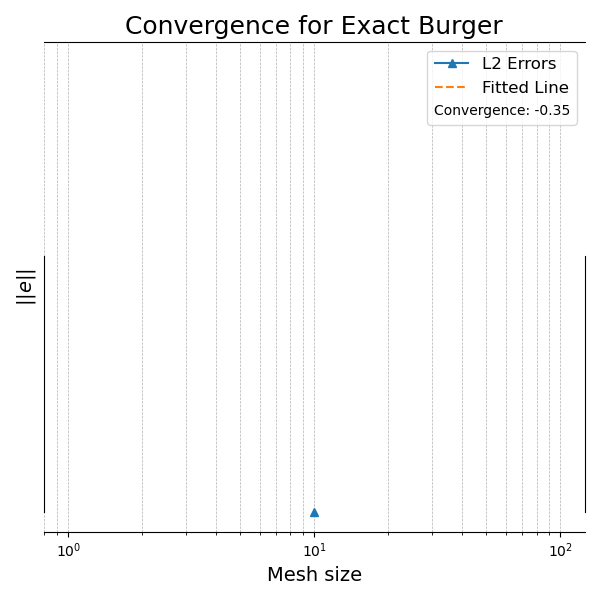 Convergence for Exact Burger
L2 Errors
Fitted Line
Convergence: -0.35
||e||
10⁰
10¹
10²
Mesh size